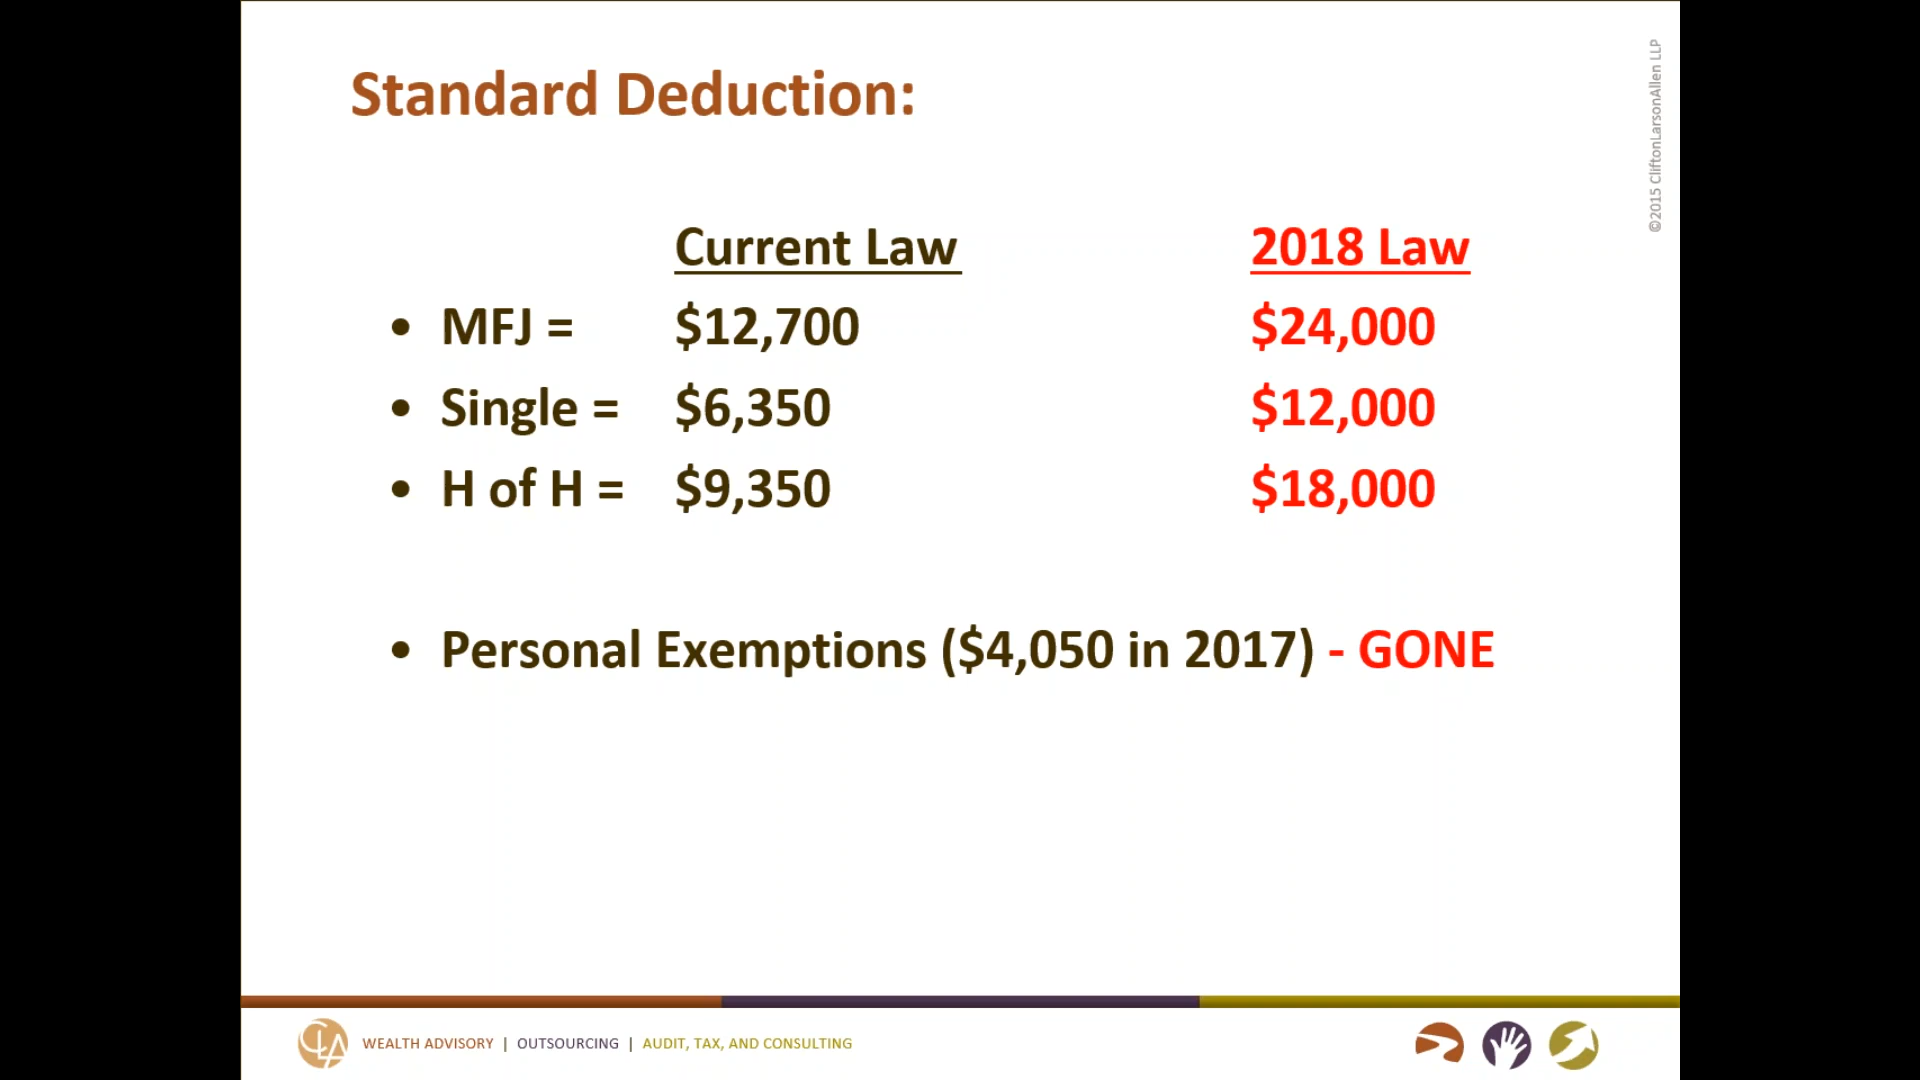 Standard Deduction:
©2015 CliftonLarsonAllen LLP
Current Law 2018 Law
• MFJ = $12,700 $24,000
• Single = $6,350 $12,000
• H of H = $9,350 $18,000
• Personal Exemptions ($4,050 in 2017) - GONE
CLA WEALTH ADVISORY | OUTSOURCING | AUDIT, TAX, AND CONSULTING